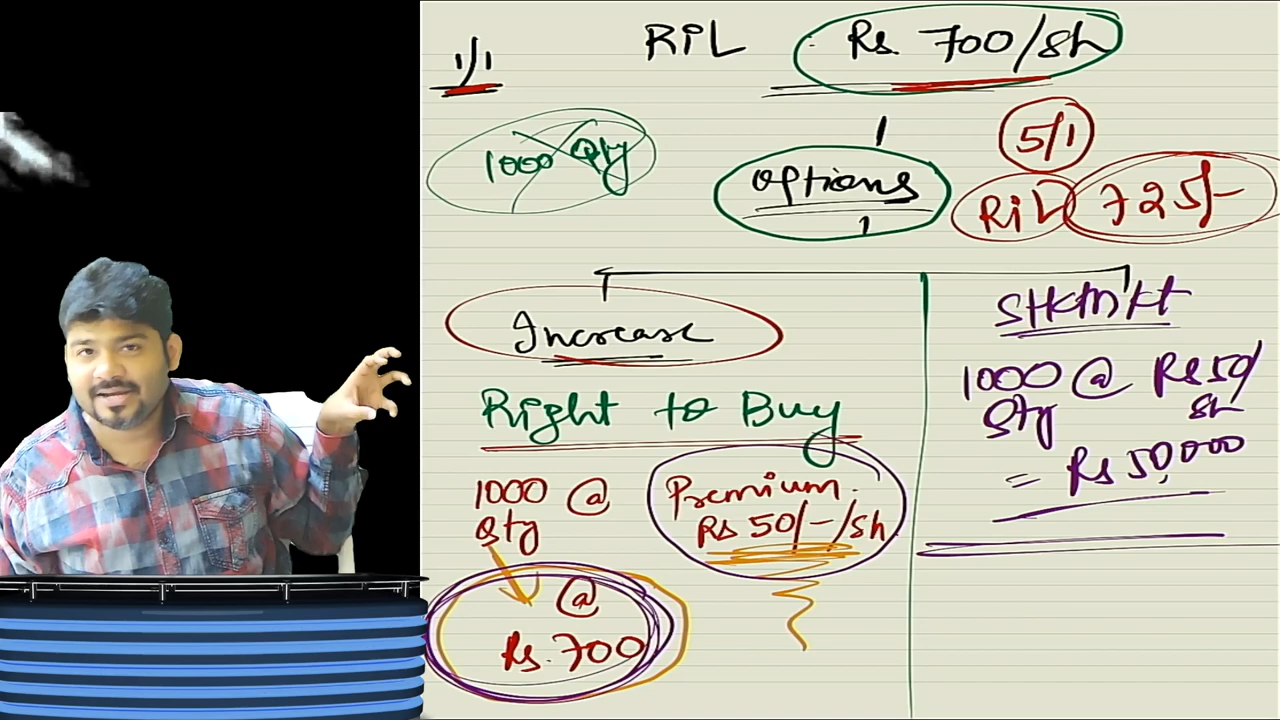 1/1
RiL Rs. 700/sh
1000 Qty
options
5/1
RiL 725/-
Increase
Right to Buy
1000 @
Qty
Premium.
Rs 50/-/sh
@
Rs. 700
StkMkt
1000 @ Rs 50/
Qty sh
= Rs 50,000